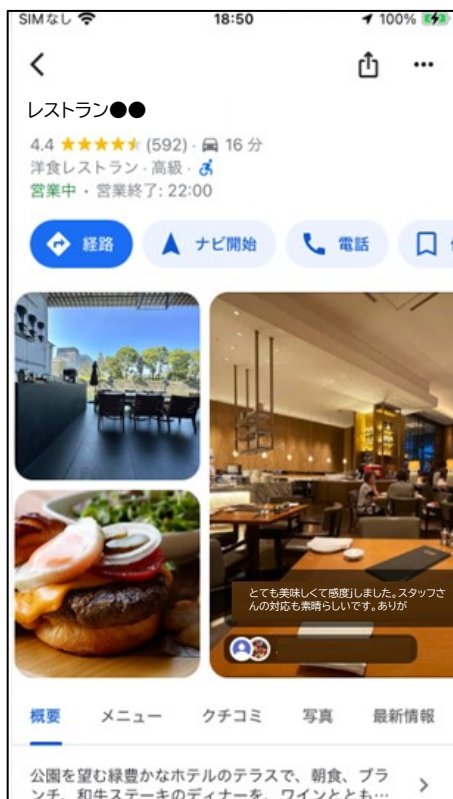 SIMなし 18:50 100%
レストラン●●
4.4 ★★★★★ (592) · 16 分
洋食レストラン · 高級 ·
営業中 · 営業終了: 22:00
経路 ナビ開始 電話
とても美味しくて感度jしました。スタッフさ
んの対応も素晴らしいです。ありが
概要 メニュー クチコミ 写真 最新情報
公園を望む緑豊かなホテルのテラスで、朝食、ブラ
ンチ、和牛ステーキのディナーを、ワインととも…